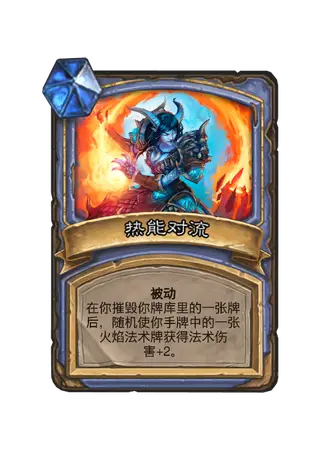 热能对流
被动
在你摧毁你牌库里的一张牌
后，随机使你手牌中的一张
火焰法术牌获得法术伤
害+2。